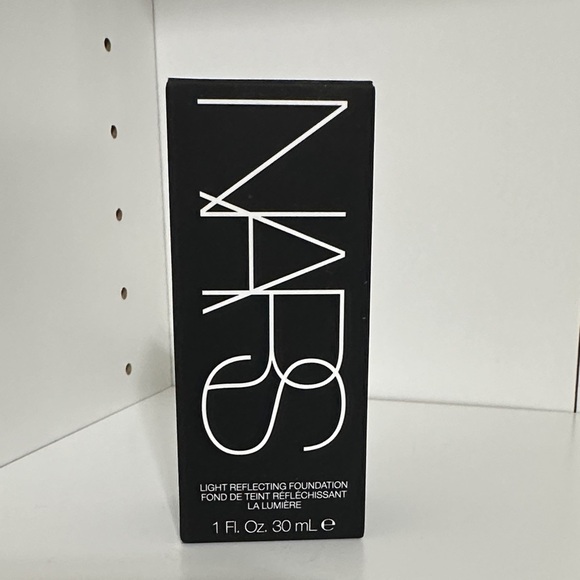 NARS
LIGHT REFLECTING FOUNDATION
FOND DE TEINT RÉFLÉCHISSANT
LA LUMIÈRE
1 Fl. Oz. 30 mL ℮